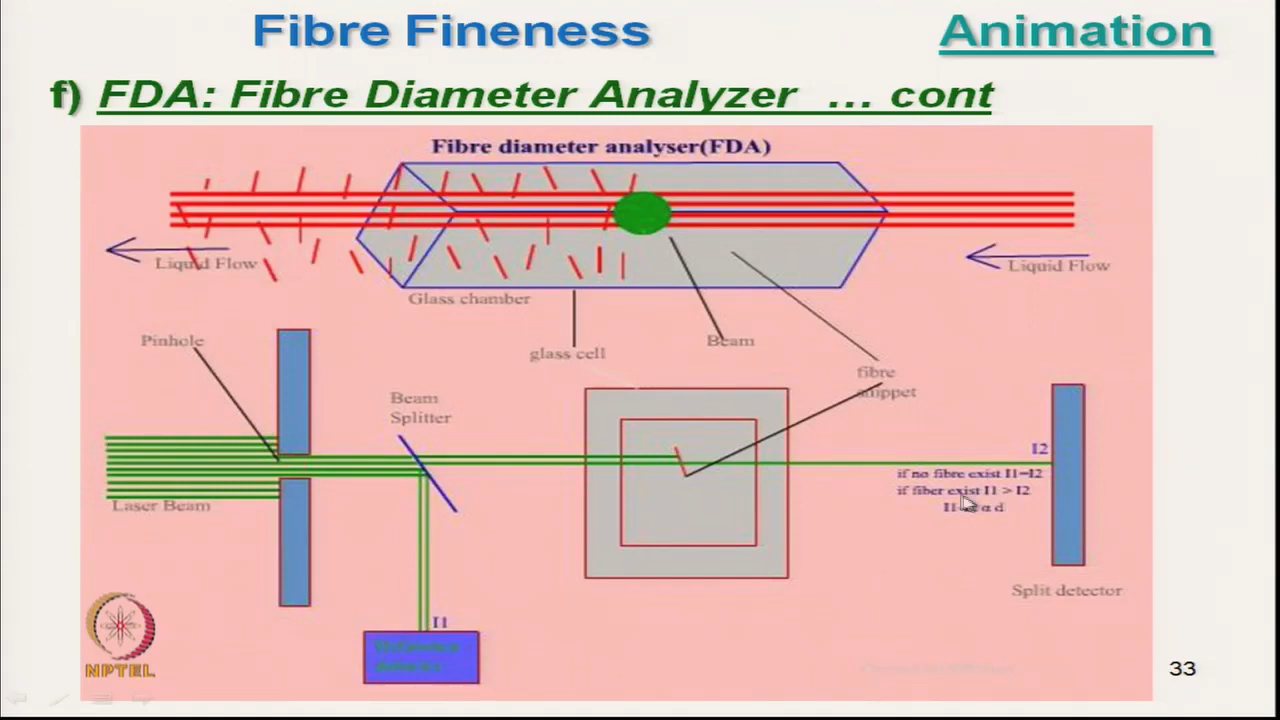 Fibre Fineness
Animation
f) FDA: Fibre Diameter Analyzer ... cont
Fibre diameter analyser(FDA)
Liquid Flow
Liquid Flow
Glass chamber
Pinhole
glass cell
Beam
fibre
snippet
Beam
Splitter
I2
if no fibre exist I1=I2
if fiber exist I1 > I2
α d
Laser Beam
Split detector
I1
NPTEL
33